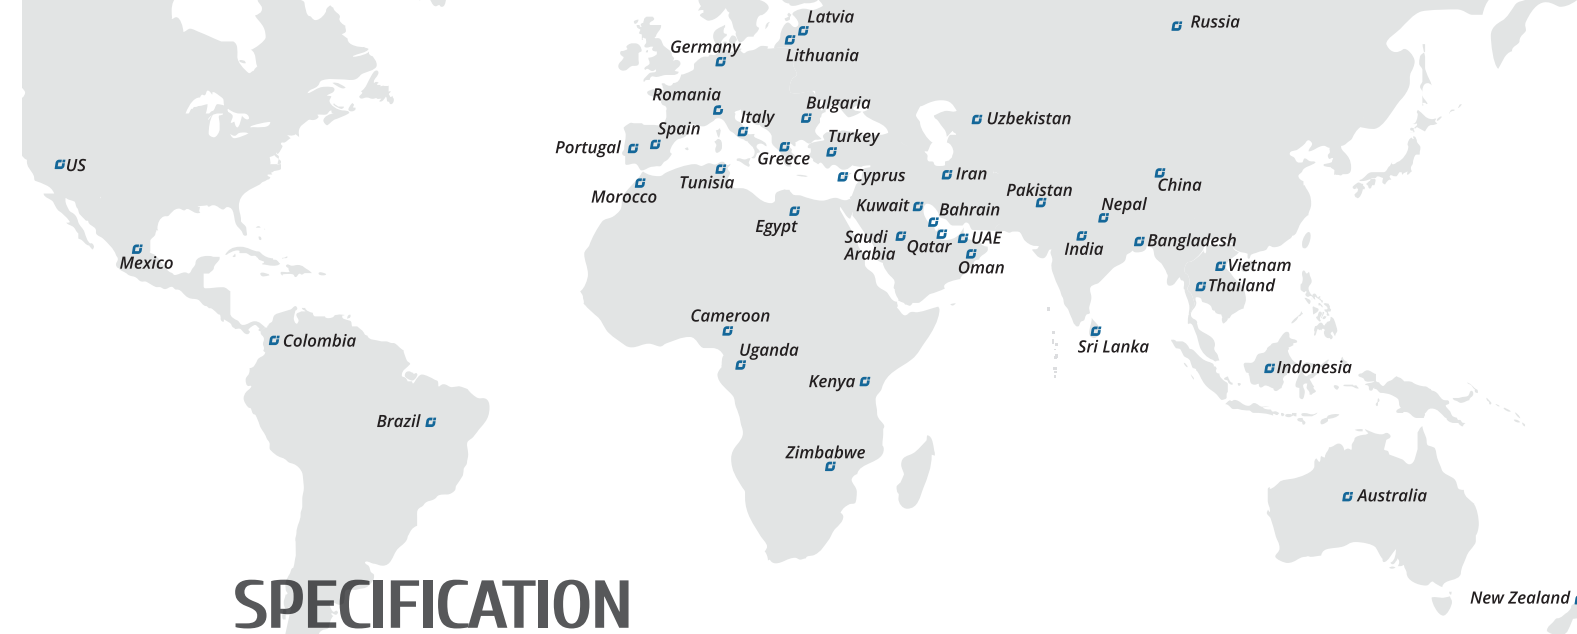 Latvia
Russia
Germany
Lithuania
Romania
Bulgaria
Italy
Uzbekistan
Spain
Turkey
Portugal
Greece
US
Cyprus
Iran
Tunisia
China
Morocco
Pakistan
Kuwait
Bahrain
Nepal
Egypt
Saudi
Arabia
Qatar
UAE
India
Bangladesh
Mexico
Oman
Vietnam
Thailand
Cameroon
Colombia
Uganda
Sri Lanka
Indonesia
Kenya
Brazil
Zimbabwe
Australia
New Zealand
SPECIFICATION